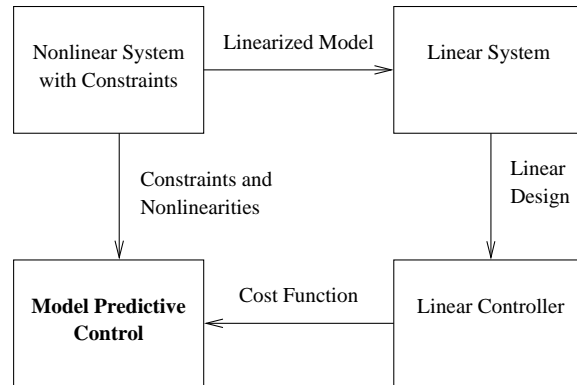 Nonlinear System
with Constraints
Linearized Model
Linear System
Constraints and
Nonlinearities
Linear
Design
Model Predictive
Control
Cost Function
Linear Controller